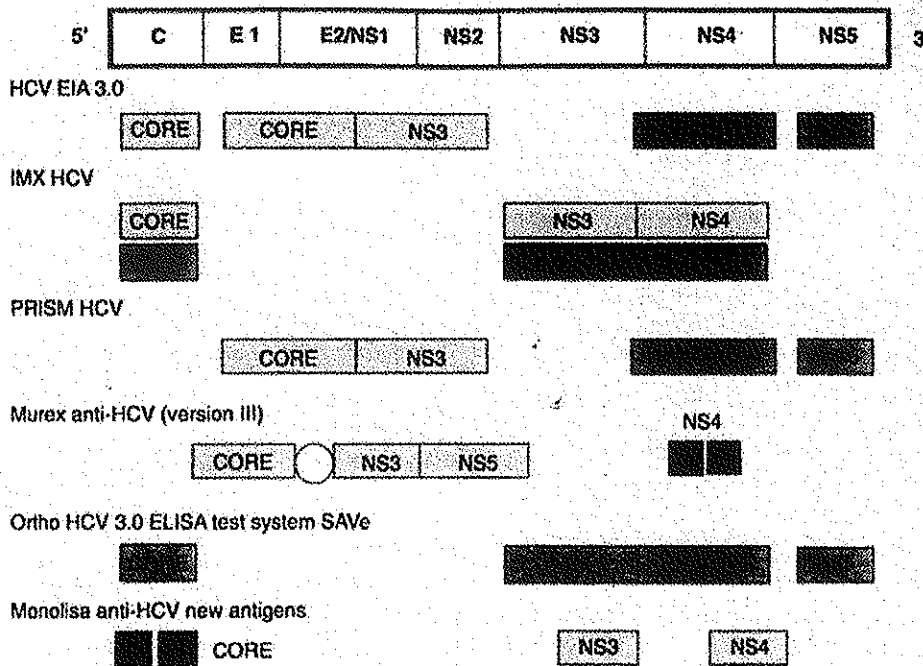 5' C E 1 E2/NS1 NS2 NS3 NS4 NS5 3
HCV EIA 3.0
CORE CORE NS3
IMX HCV
CORE NS3 NS4
PRISM HCV
CORE NS3
Murex anti-HCV (version III)
NS4
CORE NS3 NS5
Ortho HCV 3.0 ELISA test system SAVe
Monolisa anti-HCV new antigens
CORE NS3 NS4